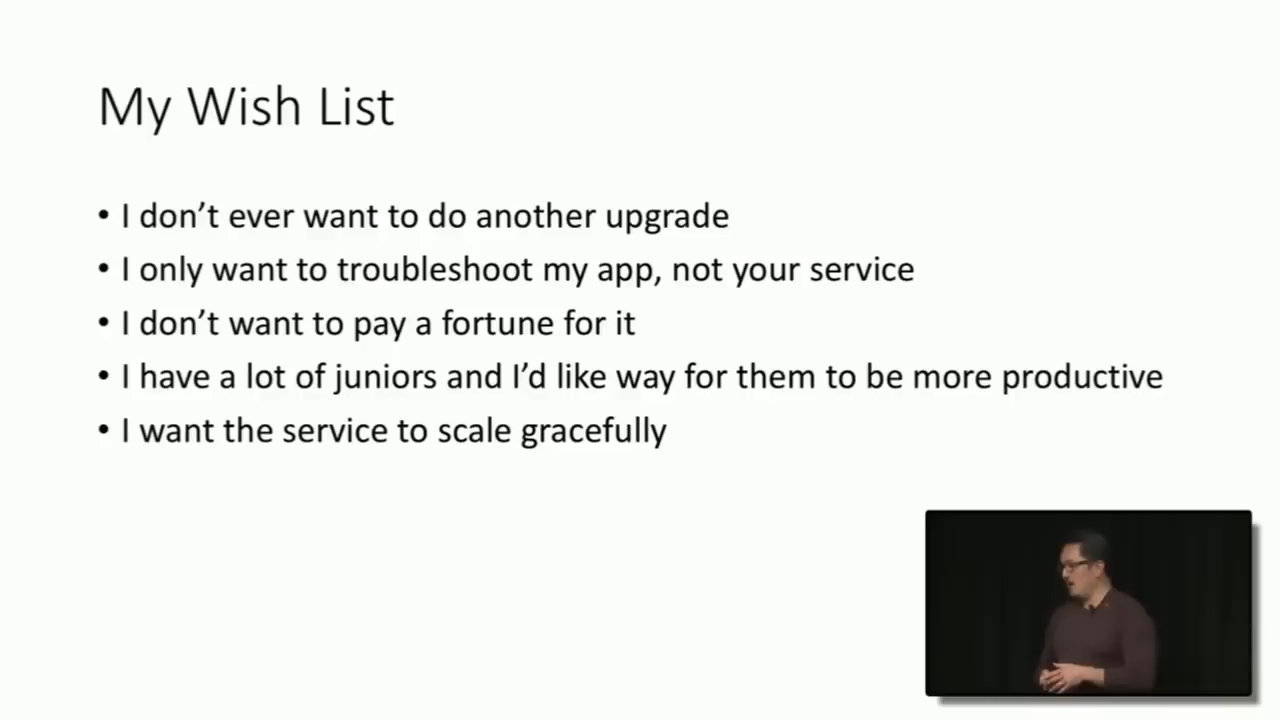 My Wish List
• I don’t ever want to do another upgrade
• I only want to troubleshoot my app, not your service
• I don’t want to pay a fortune for it
• I have a lot of juniors and I’d like way for them to be more productive
• I want the service to scale gracefully